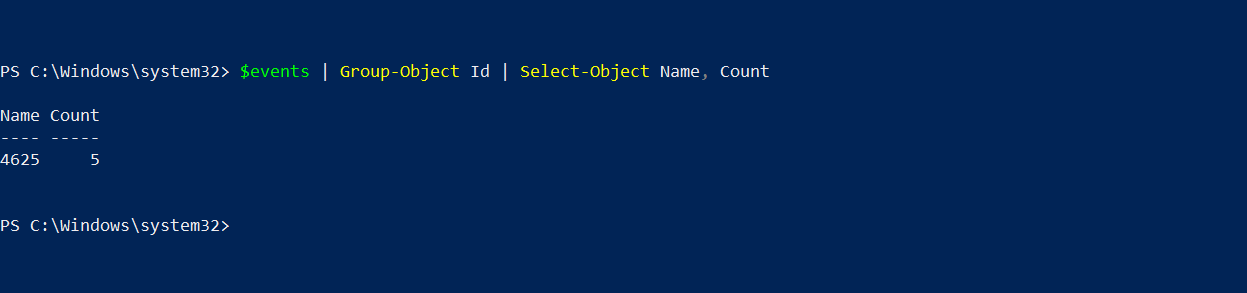 PS C:\Windows\system32> $events | Group-Object Id | Select-Object Name, Count
Name Count
---- -----
4625     5
PS C:\Windows\system32>